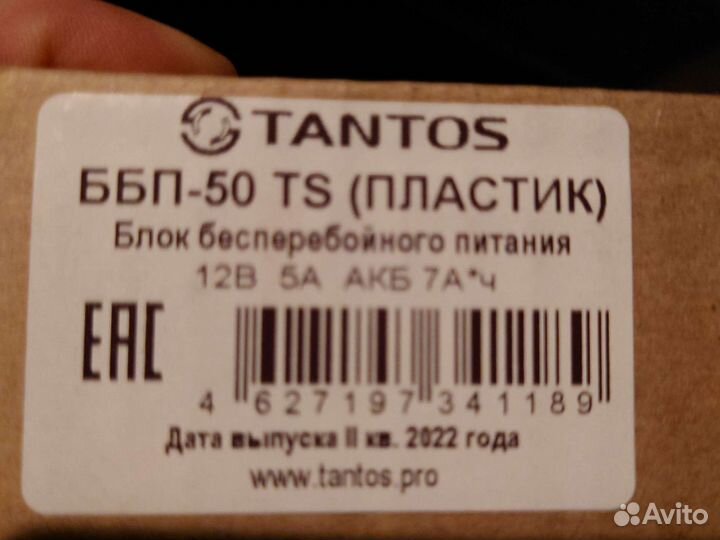 TANTOS
ББП-50 TS (ПЛАСТИК)
Блок бесперебойного питания
12В 5А АКБ 7А*ч
EAC
4 627197 341189
Дата выпуска II кв. 2022 года
www.tantos.pro
Avito